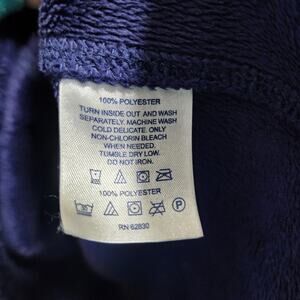 100% POLYESTER
TURN INSIDE OUT AND WASH
SEPARATELY. MACHINE WASH
COLD DELICATE. ONLY
NON-CHLORIN BLEACH
WHEN NEEDED.
TUMBLE DRY LOW.
DO NOT IRON.
100% POLYESTER
P
RN 62830